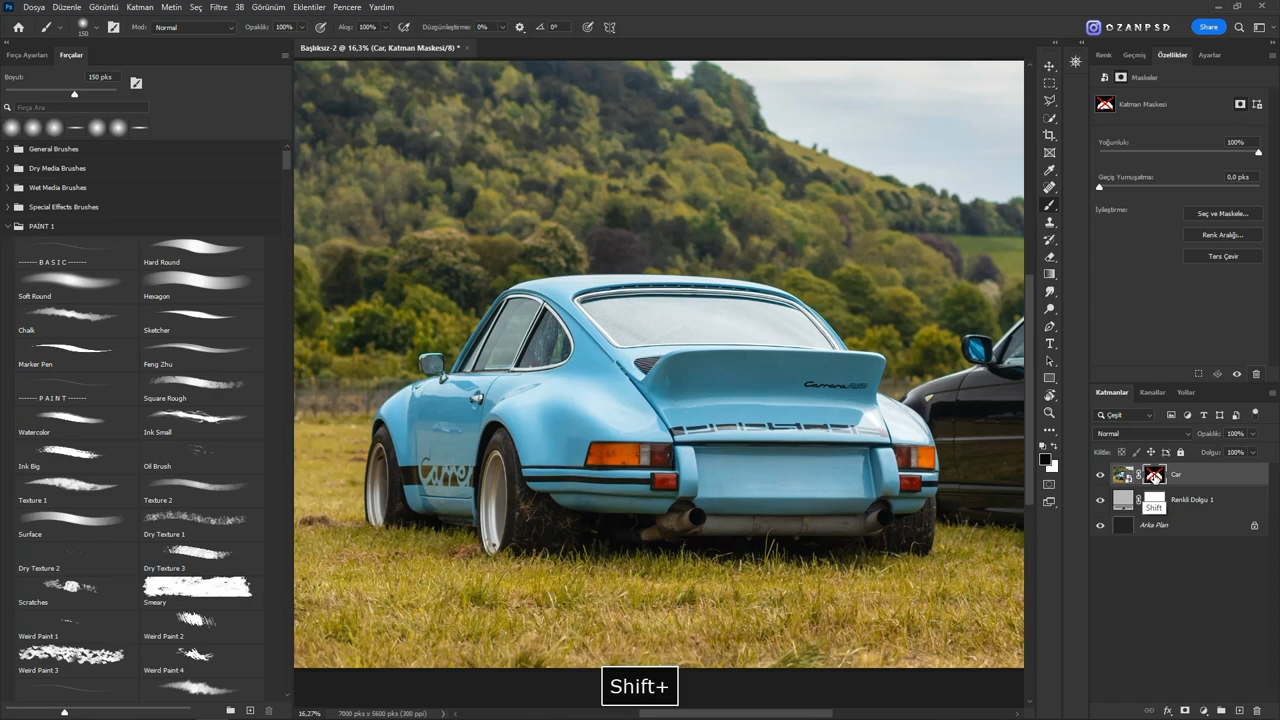 Dosya Düzenle Görüntü Katman Metin Seç Filtre 3B Görünüm Eklentiler Pencere Yardım
150
Mod: Normal
Opaklık: 100%
Akış: 100%
Düzgünleştirme: 0%
0°
OZANPSD
Share
Fırça Ayarları Fırçalar
Başlıksız-2 @ 16,3% (Car, Katman Maskesi/8) *
Renk Geçmiş Özellikler Ayarlar
Boyut: 150 pks
Fırça Ara
General Brushes
Dry Media Brushes
Wet Media Brushes
Special Effects Brushes
PAİNT 1
------- B A S I C ------- Hard Round
Soft Round Hexagon
Chalk Sketcher
Marker Pen Feng Zhu
------- P A I N T ------- Square Rough
Watercolor Ink Small
Ink Big Oil Brush
Texture 1 Texture 2
Surface Dry Texture 1
Dry Texture 2 Dry Texture 3
Scratches Smeary
Weird Paint 1 Weird Paint 2
Weird Paint 3 Weird Paint 4
Carrera RSR
Carrera
Shift+
16,27% 7000 pks x 5600 pks (300 ppi)
Maskeler
Katman Maskesi
Yoğunluk: 100%
Geçiş Yumuşatma: 0,0 pks
İyileştirme: Seç ve Maskele...
Renk Aralığı...
Ters Çevir
Katmanlar Kanallar Yollar
Çeşit
Normal Opaklık: 100%
Kilitle: Dolgu: 100%
Car
Renkli Dolgu 1
Shift
Arka Plan